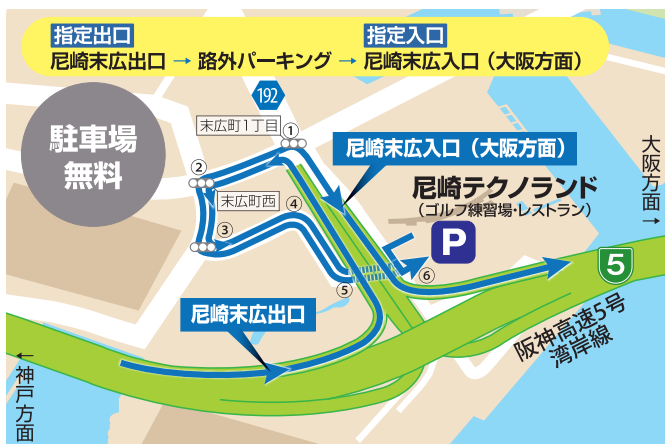 指定出口
指定入口
尼崎末広出口 → 路外パーキング → 尼崎末広入口（大阪方面）
駐車場
無料
192
末広町1丁目
①
尼崎末広入口（大阪方面）
大阪方面→
②
末広町西
④
尼崎テクノランド
（ゴルフ練習場・レストラン）
③
P
⑤
⑥
5
尼崎末広出口
阪神高速5号
湾岸線
←神戸方面